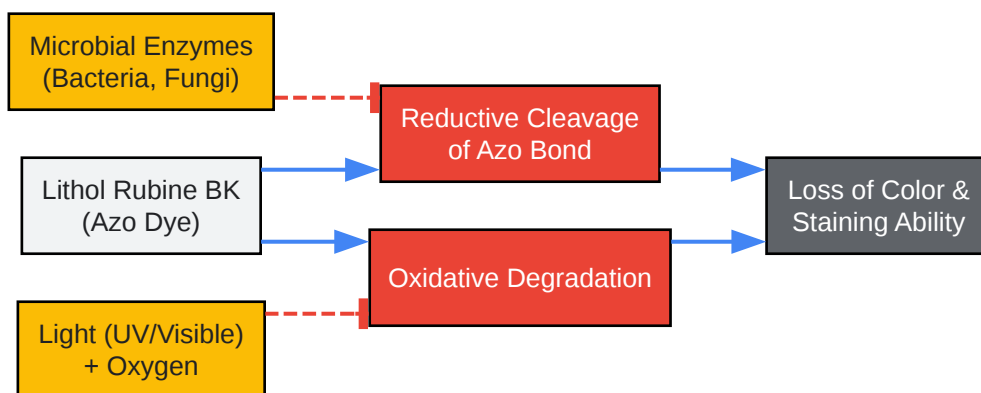 Microbial Enzymes
(Bacteria, Fungi)
Reductive Cleavage
of Azo Bond
Lithol Rubine BK
(Azo Dye)
Loss of Color &
Staining Ability
Oxidative Degradation
Light (UV/Visible)
+ Oxygen